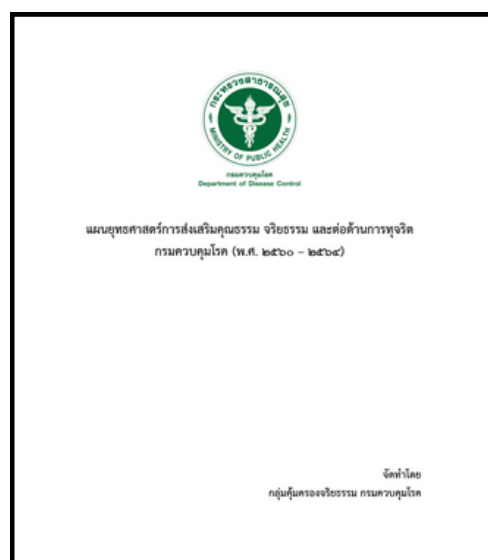 กระทรวงสาธารณสุข
MINISTRY OF PUBLIC HEALTH
กรมควบคุมโรค
Department of Disease Control
แผนยุทธศาสตร์การส่งเสริมคุณธรรม จริยธรรม และต่อต้านการทุจริต
กรมควบคุมโรค (พ.ศ. ๒๕๖๐ – ๒๕๖๔)
จัดทำโดย
กลุ่มคุ้มครองจริยธรรม กรมควบคุมโรค